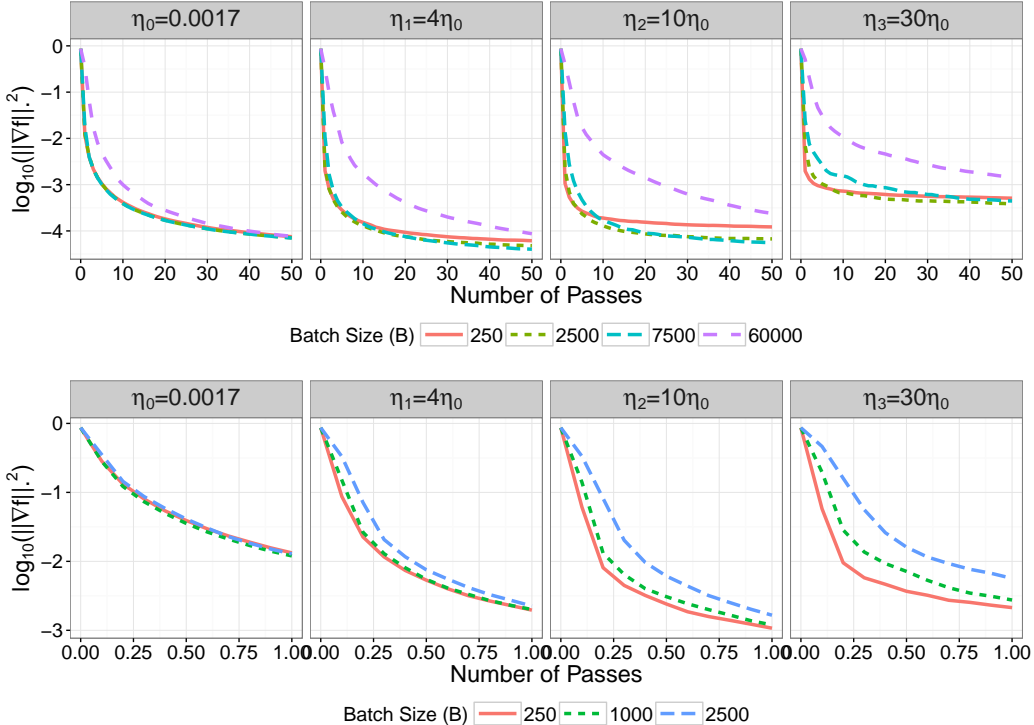 η₀=0.0017 η₁=4η₀ η₂=10η₀ η₃=30η₀
log₁₀(||∇f||.²)
0
−1
−2
−3
−4
0 10 20 30 40 50 0 10 20 30 40 50 0 10 20 30 40 50 0 10 20 30 40 50
Number of Passes
Batch Size (B) 250 2500 7500 60000
η₀=0.0017 η₁=4η₀ η₂=10η₀ η₃=30η₀
log₁₀(||∇f||.²)
0
−1
−2
−3
0.00 0.25 0.50 0.75 1.00 0.00 0.25 0.50 0.75 1.00 0.00 0.25 0.50 0.75 1.00 0.00 0.25 0.50 0.75 1.00
Number of Passes
Batch Size (B) 250 1000 2500